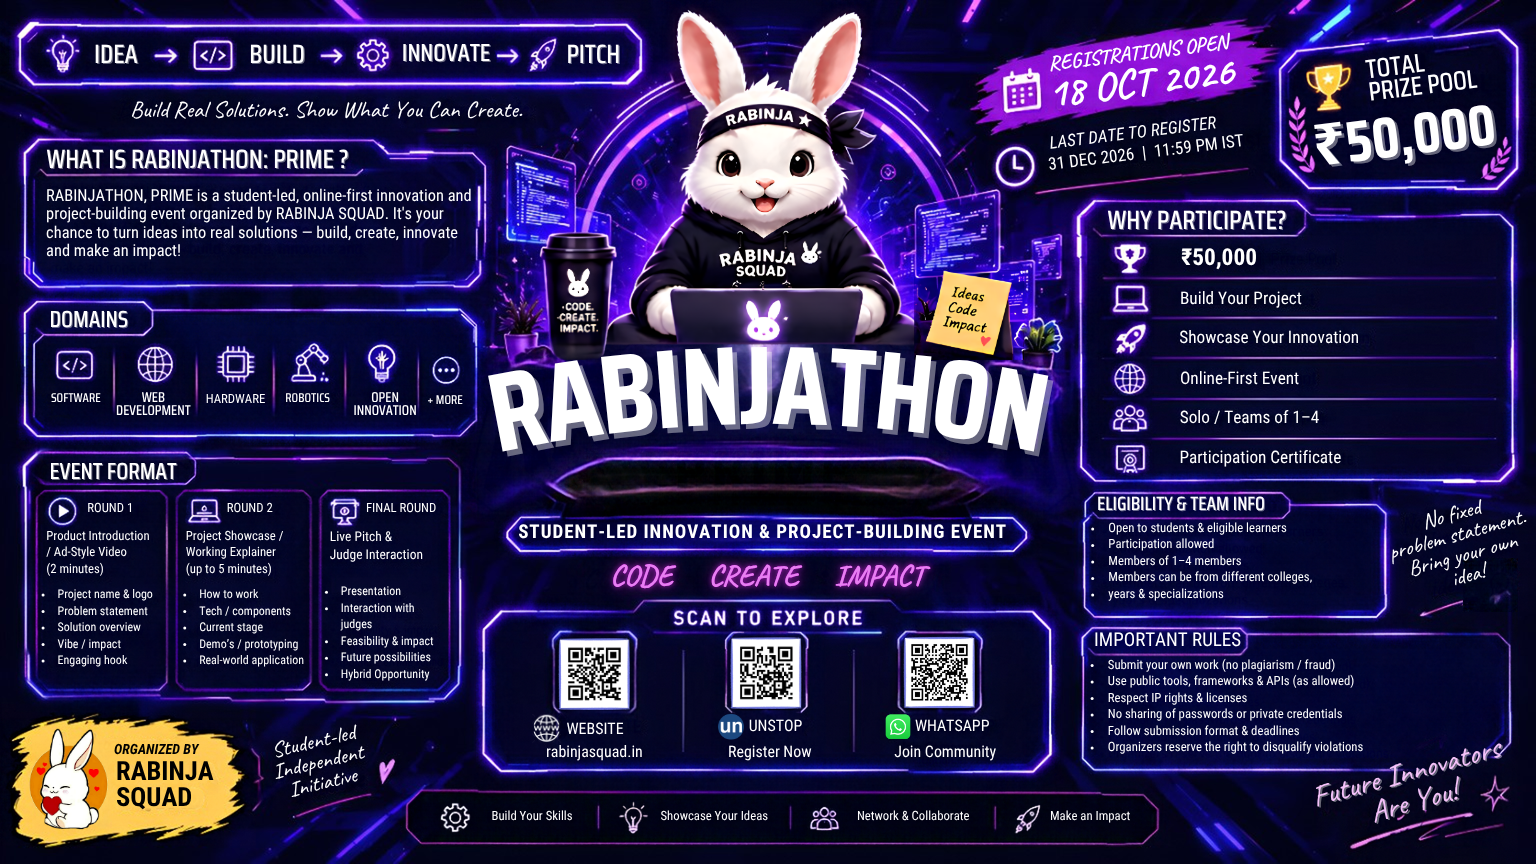 IDEA → BUILD → INNOVATE → PITCH
Build Real Solutions. Show What You Can Create.
WHAT IS RABINJATHON: PRIME ?
RABINJATHON, PRIME is a student-led, online-first innovation and
project-building event organized by RABINJA SQUAD. It's your
chance to turn ideas into real solutions — build, create, innovate
and make an impact!
DOMAINS
</>
SOFTWARE
WEB
DEVELOPMENT
HARDWARE
ROBOTICS
OPEN
INNOVATION
+ MORE
EVENT FORMAT
ROUND 1
Product Introduction
/ Ad-Style Video
(2 minutes)
• Project name & logo
• Problem statement
• Solution overview
• Vibe / impact
• Engaging hook
ROUND 2
Project Showcase /
Working Explainer
(up to 5 minutes)
• How to work
• Tech / components
• Current stage
• Demo's / prototyping
• Real-world application
FINAL ROUND
Live Pitch &
Judge Interaction
• Presentation
• Interaction with
judges
• Feasibility & impact
• Future possibilities
• Hybrid Opportunity
ORGANIZED BY
RABINJA
SQUAD
Student-led
Independent
Initiative
RABINJA ★
RABINJA
SQUAD
·CODE.
·CREATE.
IMPACT.
Ideas
Code
Impact
RABINJATHON
STUDENT-LED INNOVATION & PROJECT-BUILDING EVENT
CODE CREATE IMPACT
SCAN TO EXPLORE
WEBSITE
rabinjasquad.in
un UNSTOP
Register Now
WHATSAPP
Join Community
Build Your Skills
Showcase Your Ideas
Network & Collaborate
Make an Impact
REGISTRATIONS OPEN
18 OCT 2026
LAST DATE TO REGISTER
31 DEC 2026 | 11:59 PM IST
TOTAL
PRIZE POOL
₹50,000
WHY PARTICIPATE?
₹50,000
Build Your Project
Showcase Your Innovation
Online-First Event
Solo / Teams of 1–4
Participation Certificate
ELIGIBILITY & TEAM INFO
• Open to students & eligible learners
• Participation allowed
• Members of 1–4 members
• Members can be from different colleges,
• years & specializations
No fixed
problem statement.
Bring your own
idea!
IMPORTANT RULES
• Submit your own work (no plagiarism / fraud)
• Use public tools, frameworks & APIs (as allowed)
• Respect IP rights & licenses
• No sharing of passwords or private credentials
• Follow submission format & deadlines
• Organizers reserve the right to disqualify violations
Future Innovators
Are You!